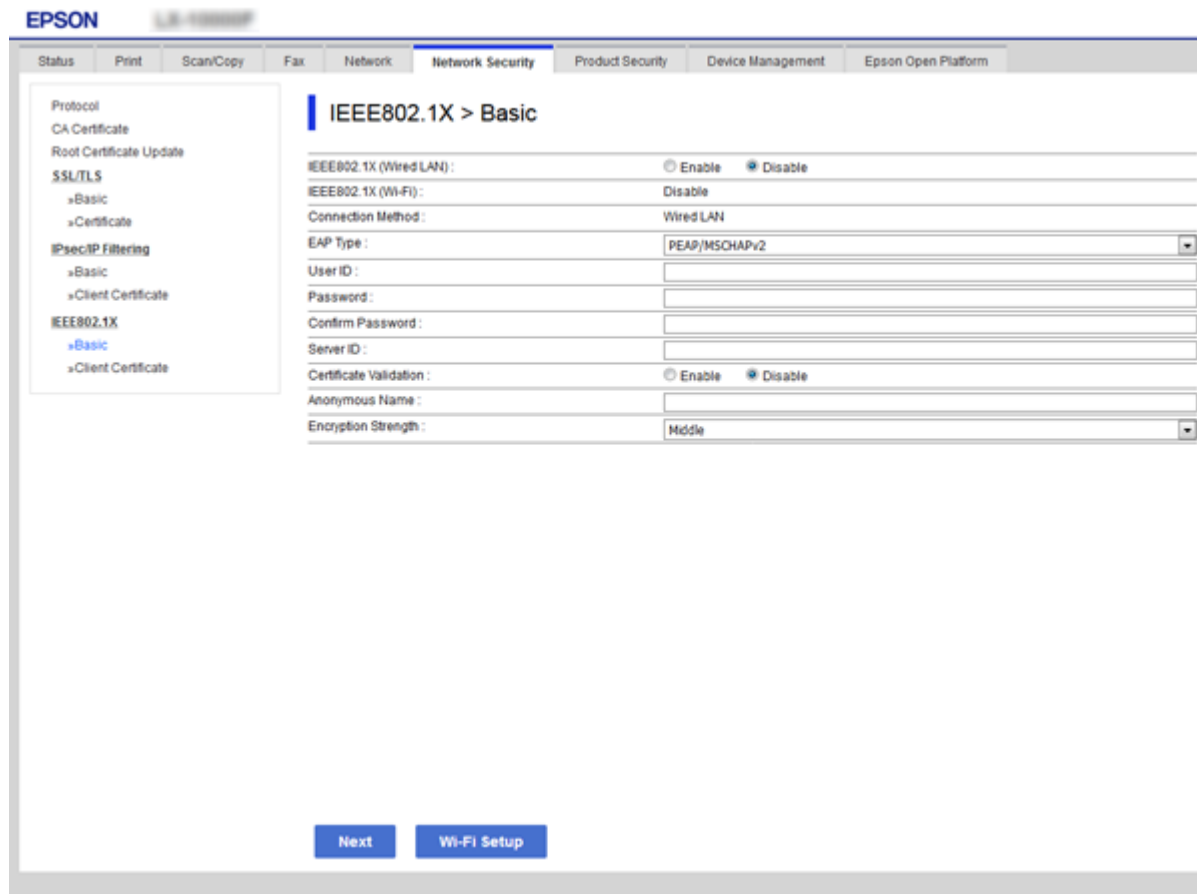 EPSON
Status Print Scan/Copy Fax Network Network Security Product Security Device Management Epson Open Platform
Protocol
CA Certificate
Root Certificate Update
SSL/TLS
»Basic
»Certificate
IPsec/IP Filtering
»Basic
»Client Certificate
IEEE802.1X
»Basic
»Client Certificate
IEEE802.1X > Basic
IEEE802.1X (Wired LAN) : Enable Disable
IEEE802.1X (Wi-Fi) : Disable
Connection Method : Wired LAN
EAP Type : PEAP/MSCHAPv2
User ID :
Password :
Confirm Password :
Server ID :
Certificate Validation : Enable Disable
Anonymous Name :
Encryption Strength : Middle
Next Wi-Fi Setup